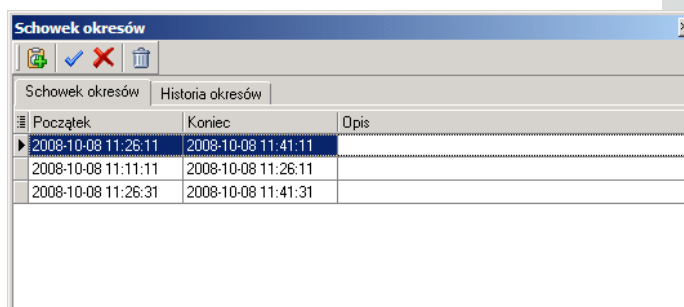 Schowek okresów
Schowek okresów Historia okresów
Początek Koniec Opis
2008-10-08 11:26:11 2008-10-08 11:41:11
2008-10-08 11:11:11 2008-10-08 11:26:11
2008-10-08 11:26:31 2008-10-08 11:41:31